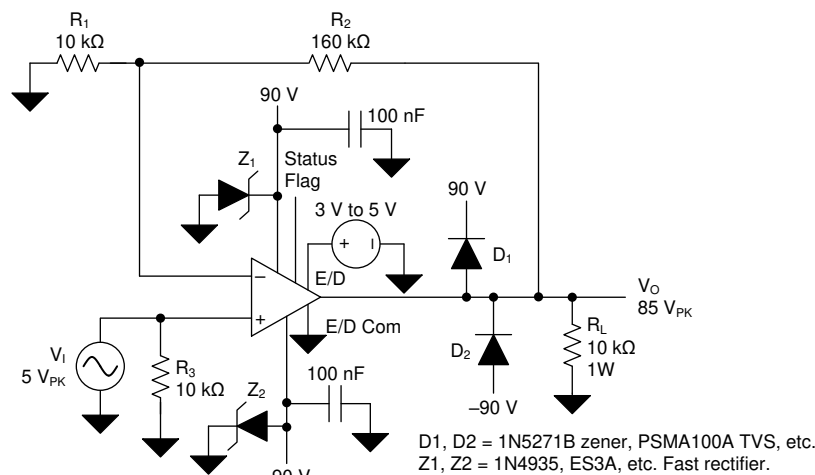 R1
10 kΩ
R2
160 kΩ
90 V
100 nF
Z1
Status
Flag
3 V to 5 V
90 V
+
–
D1
E/D
–
+
E/D Com
VO
85 VPK
RL
10 kΩ
1W
D2
VI
5 VPK
R3
10 kΩ
100 nF
Z2
–90 V
D1, D2 = 1N5271B zener, PSMA100A TVS, etc.
Z1, Z2 = 1N4935, ES3A, etc. Fast rectifier.